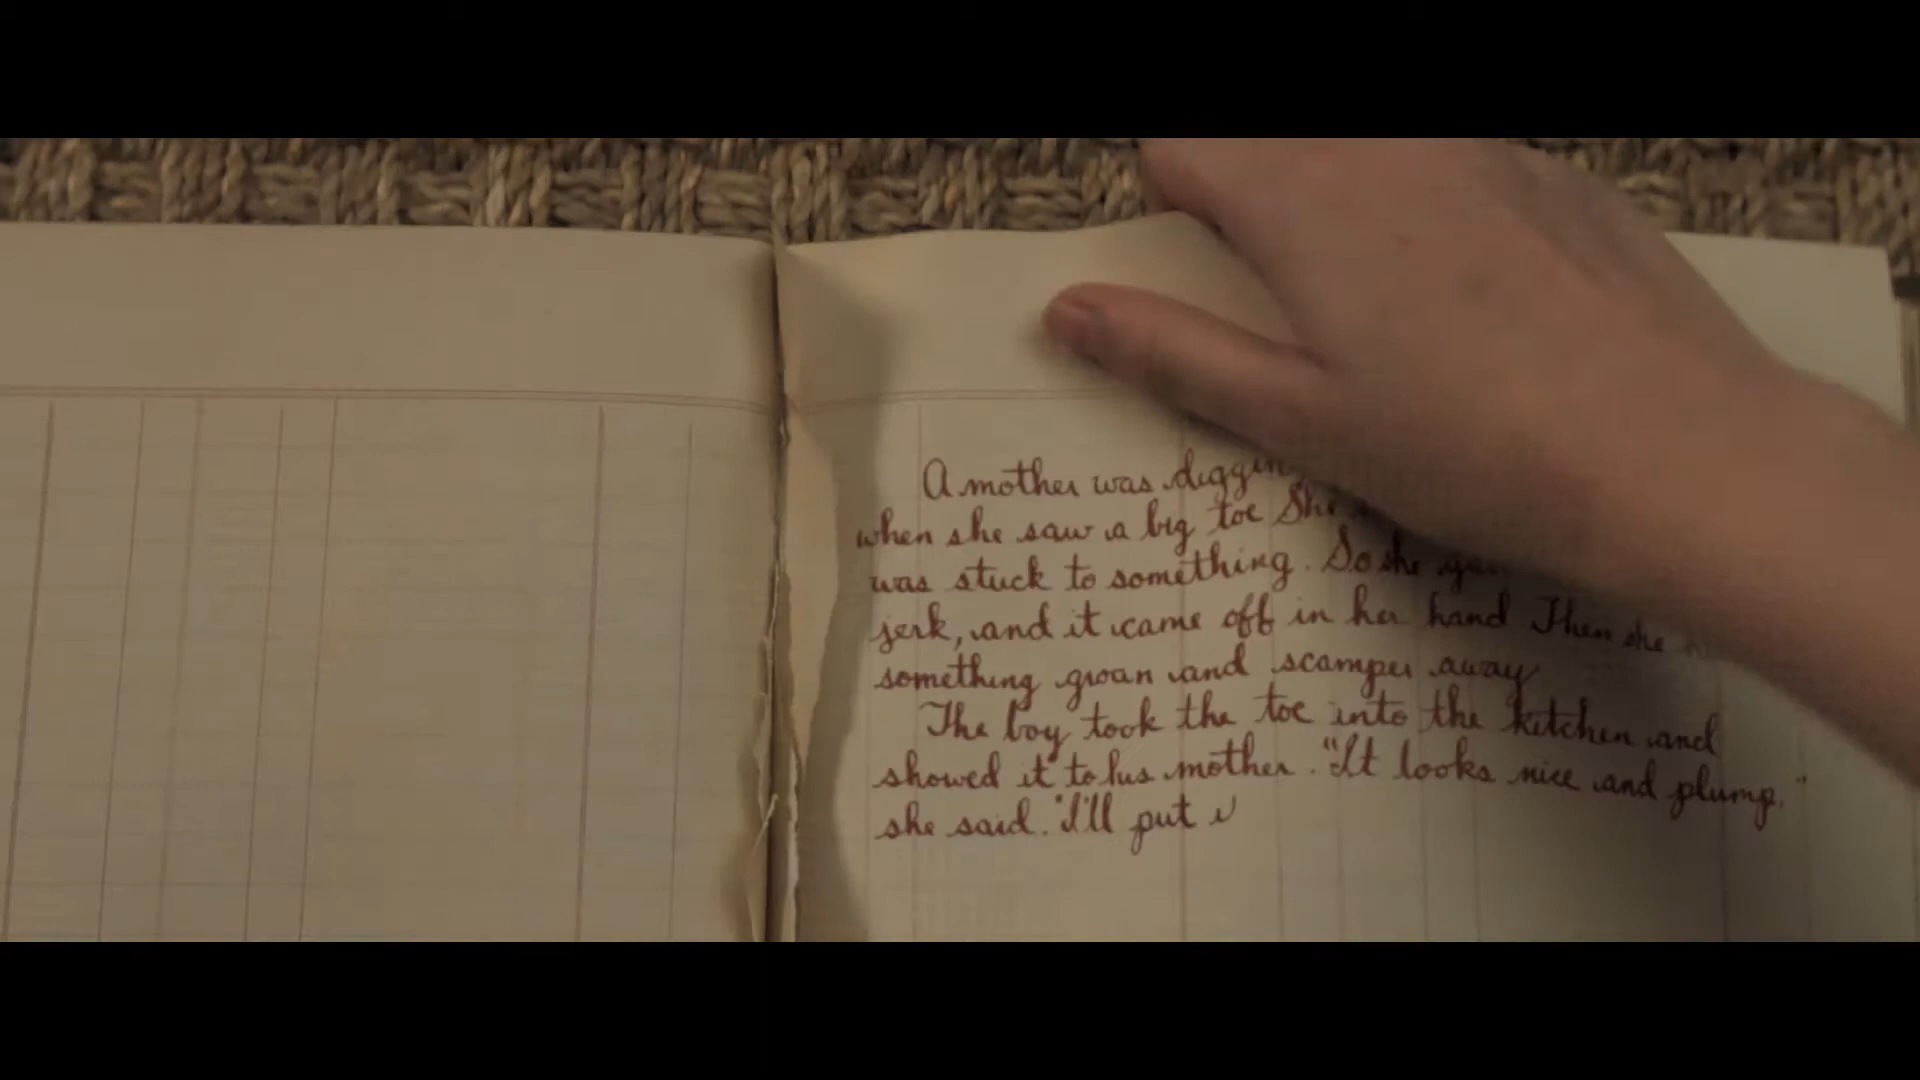 A mother was diggin
when she saw a big toe She
was stuck to something. So she
jerk, and it came off in her hand Then she
something groan and scamper away
The boy took the toe into the kitchen and
showed it to his mother. "It looks nice and plump."
she said. "I'll put